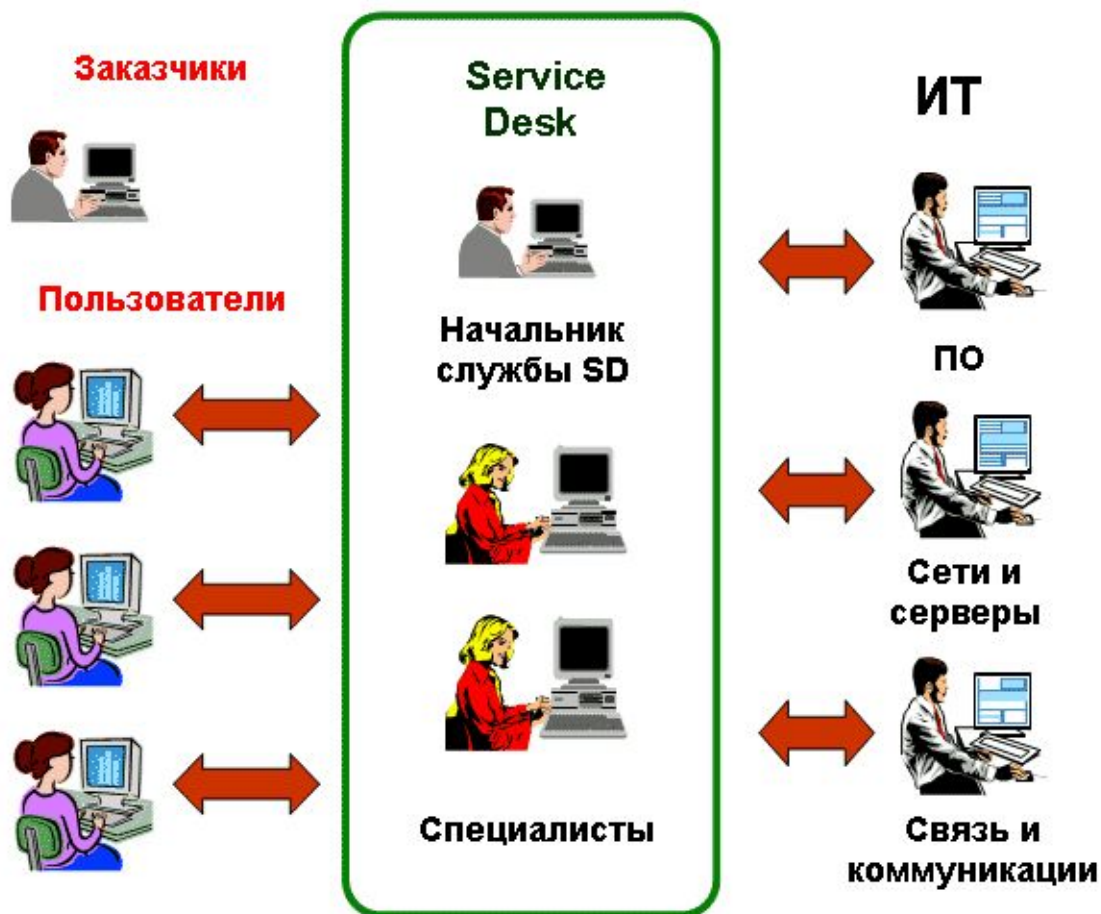 Заказчики
Пользователи
Service
Desk
Начальник
службы SD
Специалисты
ИТ
ПО
Сети и
серверы
Связь и
коммуникации